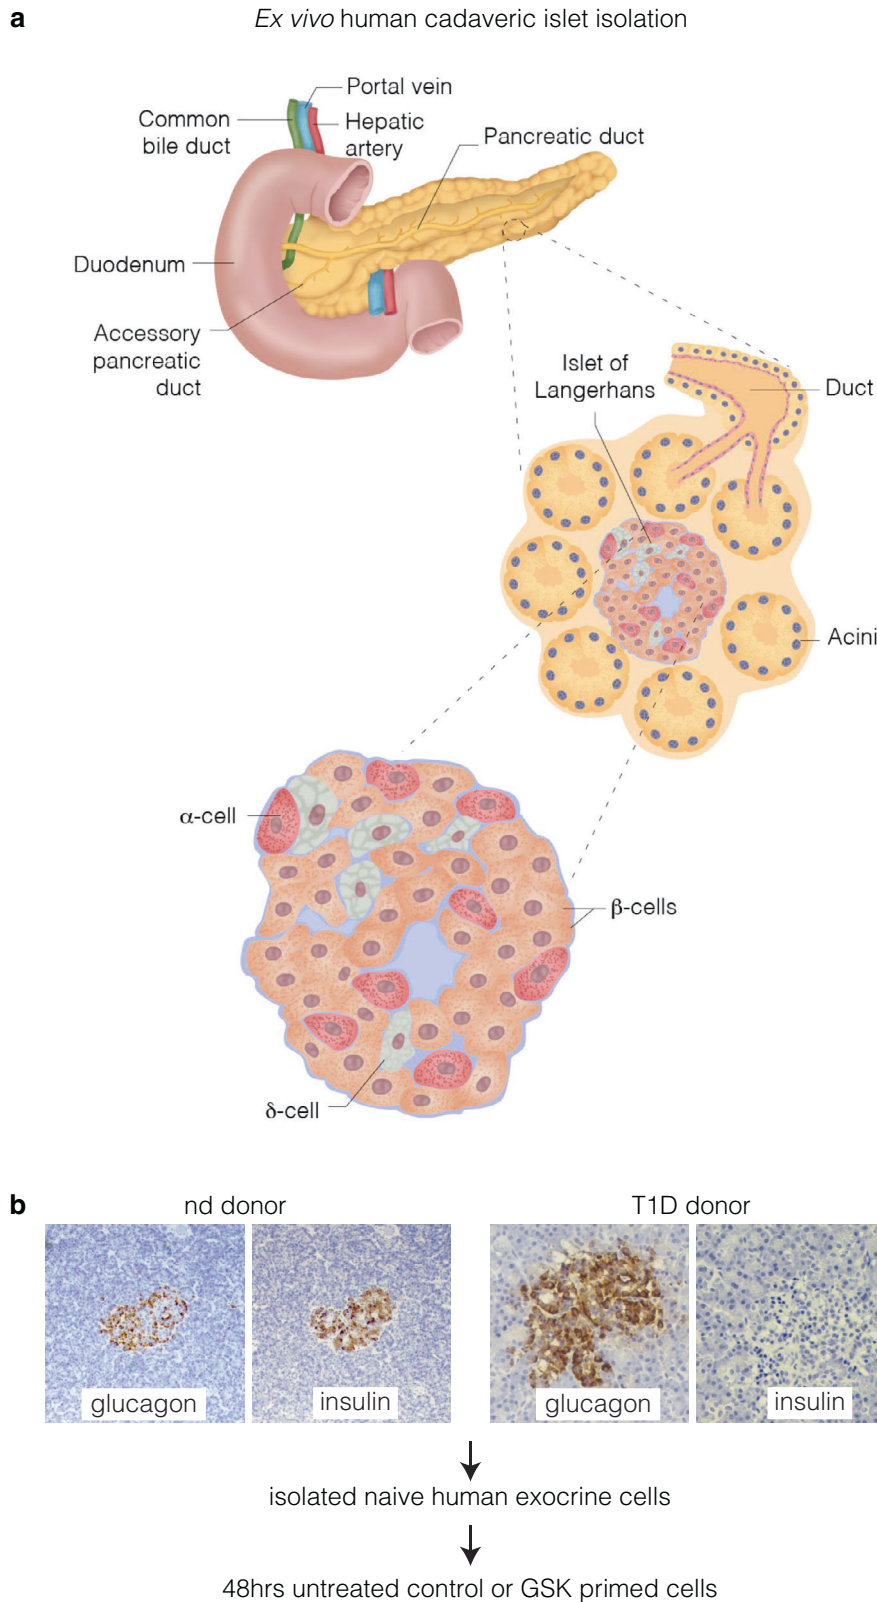 a
Ex vivo human cadaveric islet isolation
Portal vein
Common
bile duct
Hepatic
artery
Pancreatic duct
Duodenum
Accessory
pancreatic
duct
Islet of
Langerhans
Duct
Acini
α-cell
β-cells
δ-cell
b
nd donor
T1D donor
glucagon
insulin
glucagon
insulin
isolated naive human exocrine cells
48hrs untreated control or GSK primed cells